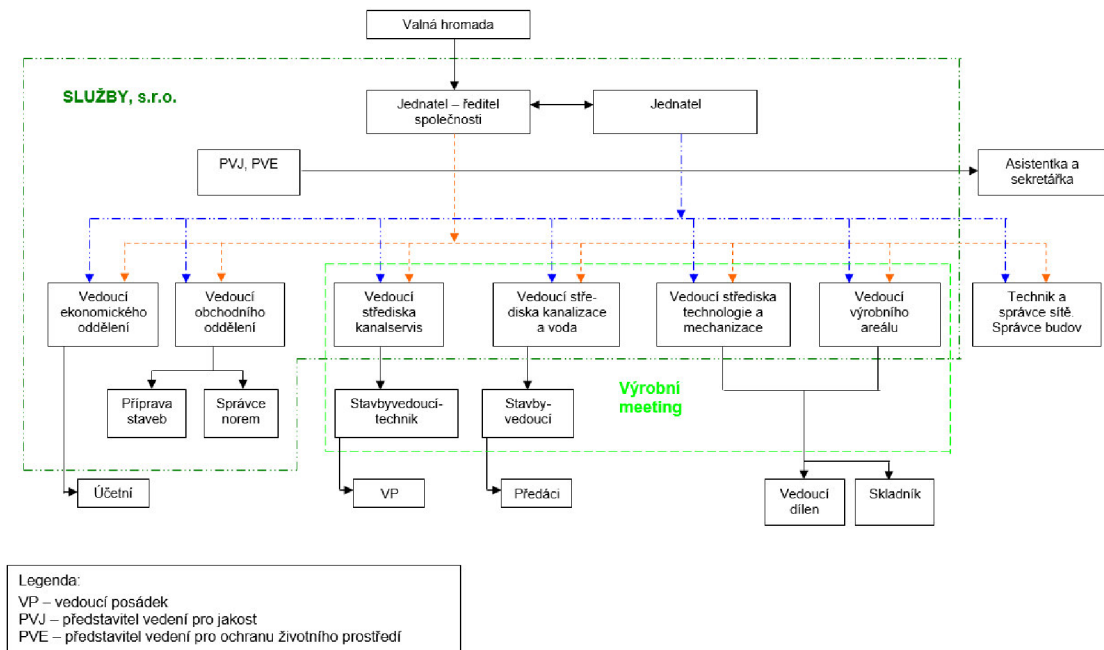 Valná hromada
SLUŽBY, s.r.o.
Jednatel – ředitel
společnosti
Jednatel
PVJ, PVE
Asistentka a
sekretářka
Vedoucí
ekonomického
oddělení
Vedoucí
obchodního
oddělení
Vedoucí
střediska
kanalservis
Vedoucí stře-
diska kanalizace
a voda
Vedoucí střediska
technologie a
mechanizace
Vedoucí
výrobního
areálu
Technik a
správce sítě.
Správce budov
Příprava
staveb
Správce
norem
Stavbyvedoucí-
technik
Stavby-
vedoucí
Výrobní
meeting
Účetní
VP
Předáci
Vedoucí
dílen
Skladník
Legenda:
VP – vedoucí posádek
PVJ – představitel vedení pro jakost
PVE – představitel vedení pro ochranu životního prostředí